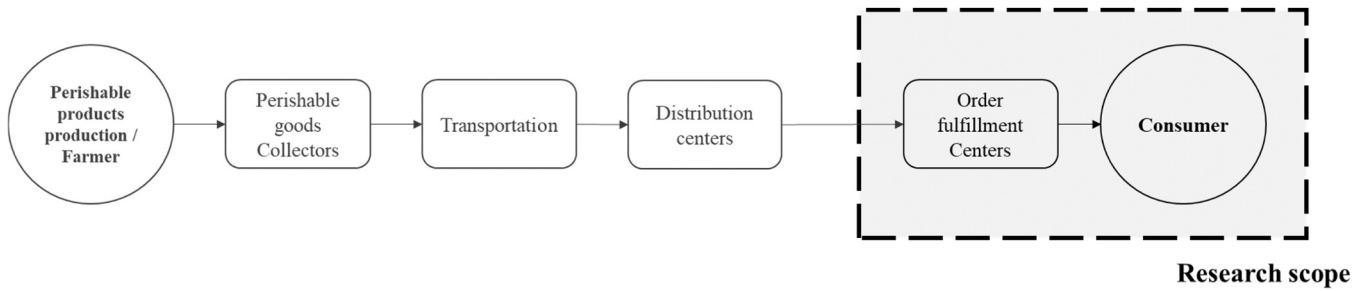 Perishable
products
production /
Farmer
Perishable
goods
Collectors
Transportation
Distribution
centers
Order
fulfillment
Centers
Consumer
Research scope